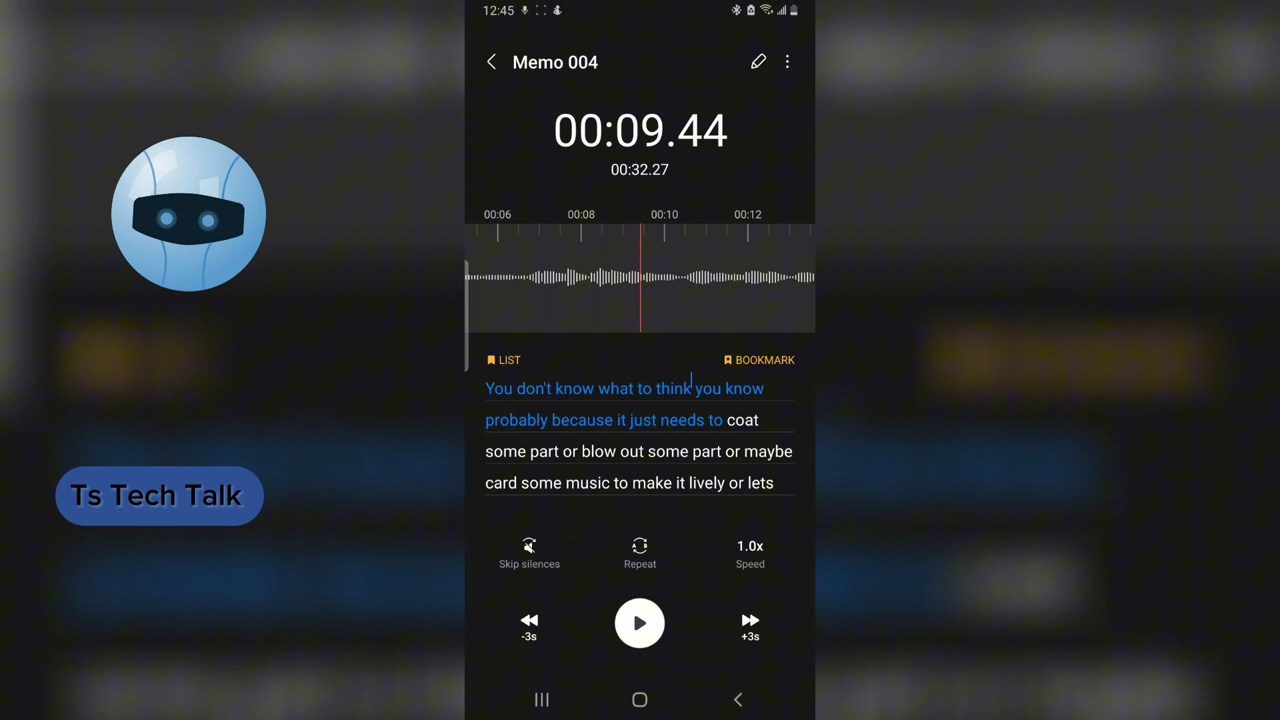 12:45
Memo 004
00:09.44
00:32.27
00:06 00:08 00:10 00:12
LIST BOOKMARK
You don't know what to think you know
probably because it just needs to coat
some part or blow out some part or maybe
card some music to make it lively or lets
Ts Tech Talk
1.0x
Skip silences Repeat Speed
-3s +3s